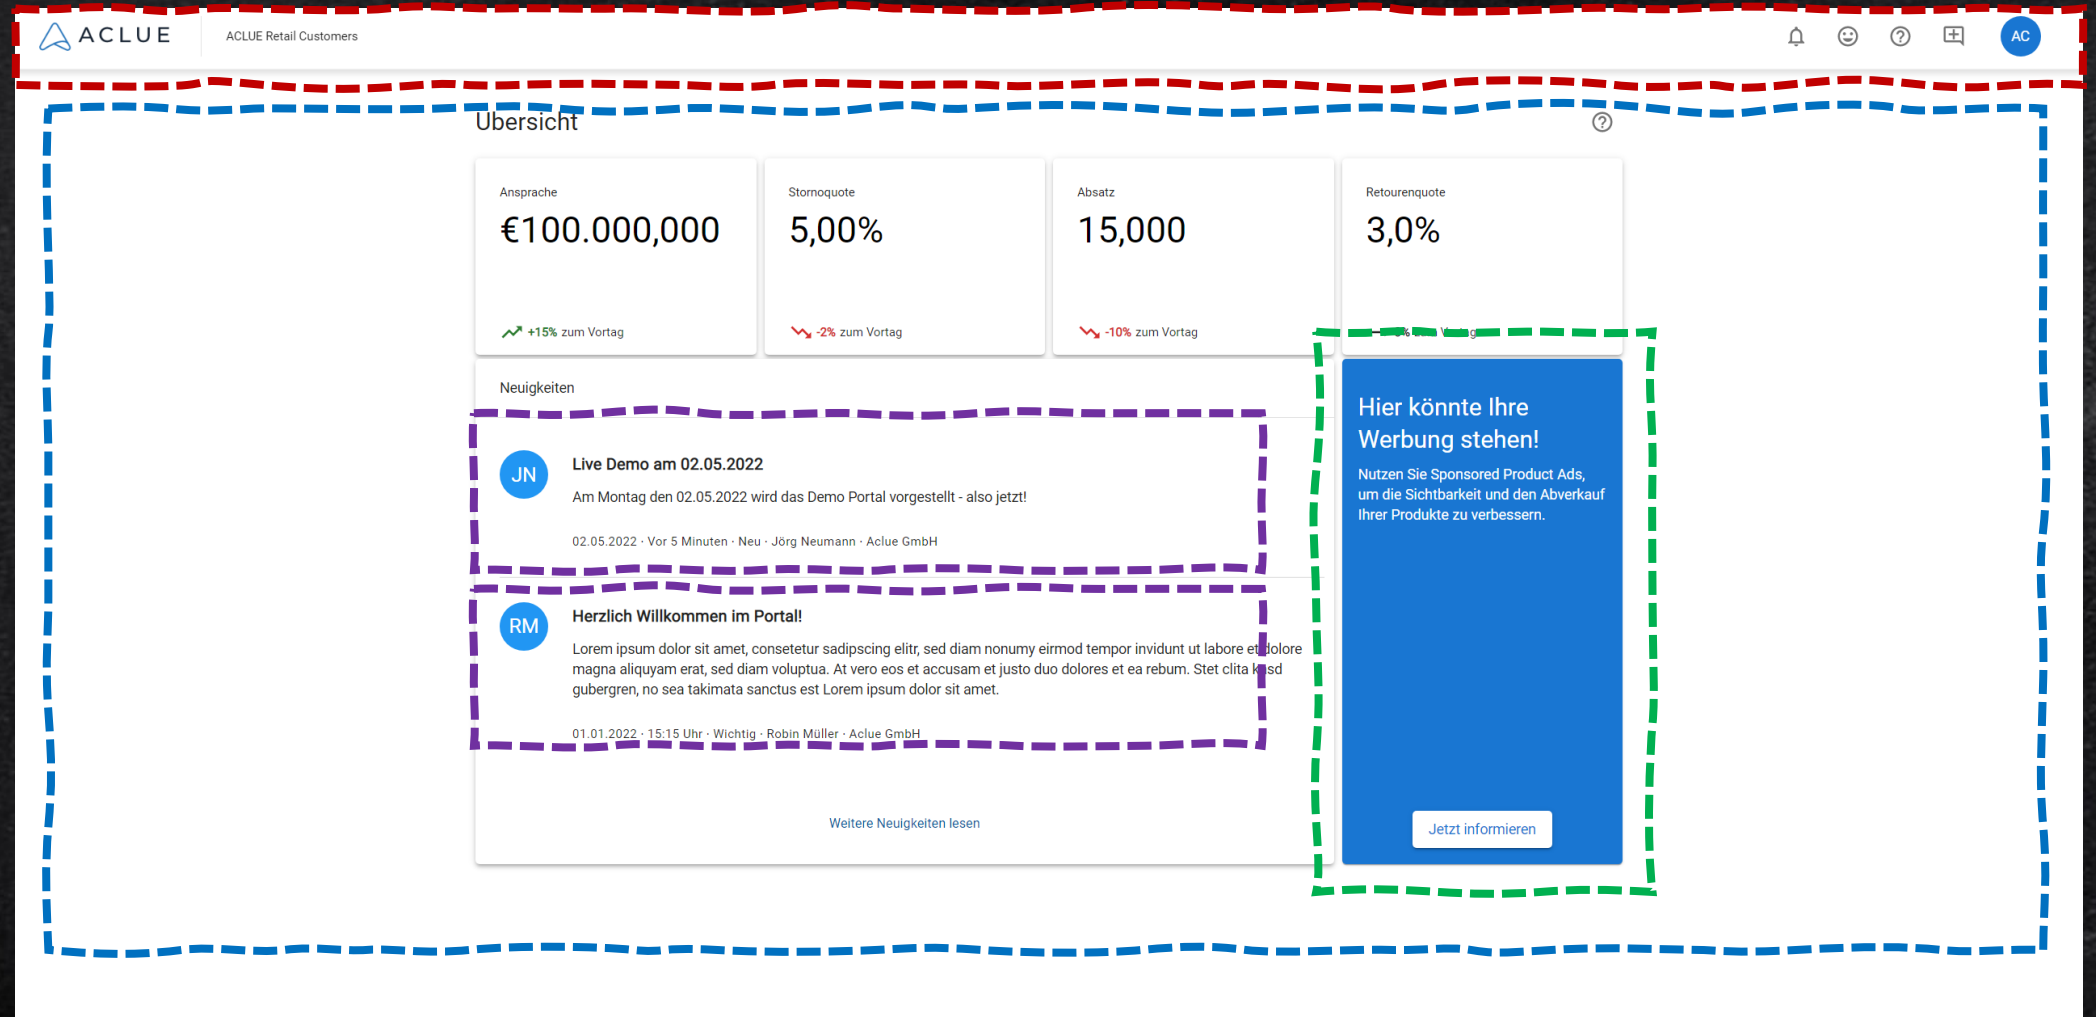 ACLUE
ACLUE Retail Customers
AC
Übersicht
Ansprache
€100.000,000
+15% zum Vortag
Stornoquote
5,00%
-2% zum Vortag
Absatz
15,000
-10% zum Vortag
Retourenquote
3,0%
zum Vortag
Neuigkeiten
JN
Live Demo am 02.05.2022
Am Montag den 02.05.2022 wird das Demo Portal vorgestellt - also jetzt!
02.05.2022 · Vor 5 Minuten · Neu · Jörg Neumann · Aclue GmbH
RM
Herzlich Willkommen im Portal!
Lorem ipsum dolor sit amet, consetetur sadipscing elitr, sed diam nonumy eirmod tempor invidunt ut labore et dolore
magna aliquyam erat, sed diam voluptua. At vero eos et accusam et justo duo dolores et ea rebum. Stet clita kasd
gubergren, no sea takimata sanctus est Lorem ipsum dolor sit amet.
01.01.2022 · 15:15 Uhr · Wichtig · Robin Müller · Aclue GmbH
Weitere Neuigkeiten lesen
Hier könnte Ihre
Werbung stehen!
Nutzen Sie Sponsored Product Ads,
um die Sichtbarkeit und den Abverkauf
Ihrer Produkte zu verbessern.
Jetzt informieren